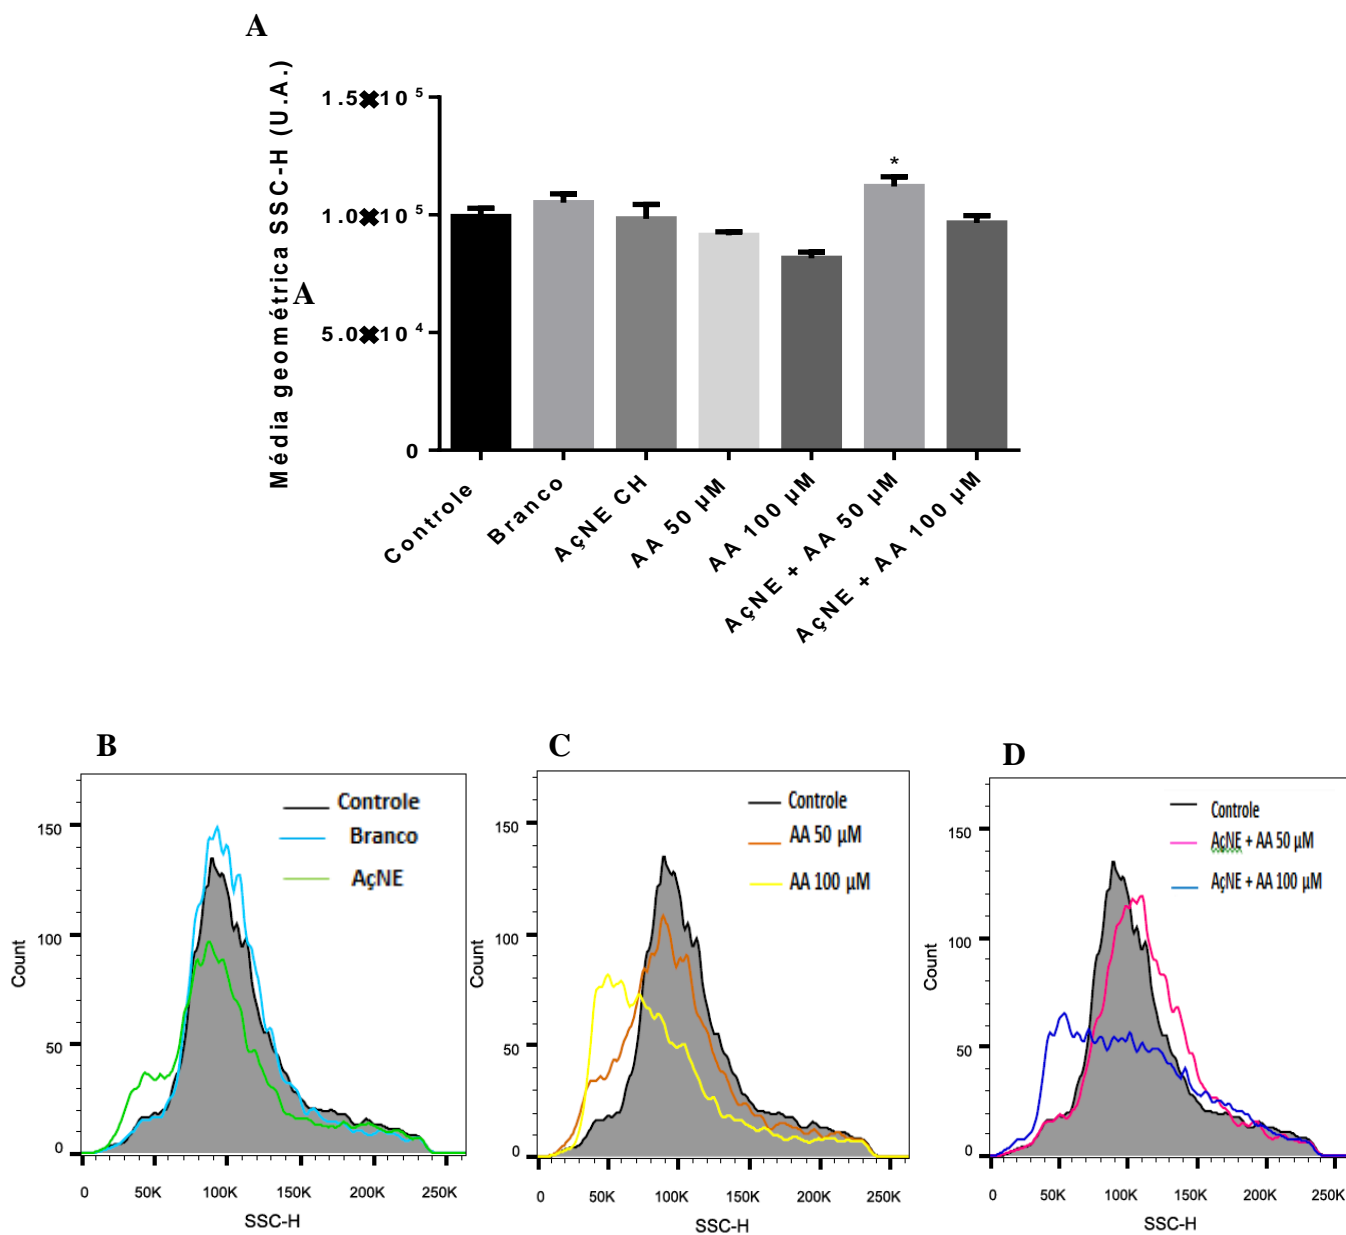 A
Média geométrica SSC-H (U.A.)
1.5✖10 5
1.0✖10 5
A
5.0✖10 4
0
*
Controle
Branco
AçNE CH
AA 50 µM
AA 100 µM
AçNE + AA 50 µM
AçNE + AA 100 µM
B
Controle
Branco
AçNE
150
100
50
0
Count
0 50K 100K 150K 200K 250K
SSC-H
C
Controle
AA 50 µM
AA 100 µM
150
100
50
0
Count
0 50K 100K 150K 200K 250K
SSC-H
D
Controle
AçNE + AA 50 µM
AçNE + AA 100 µM
150
100
50
0
Count
0 50K 100K 150K 200K 250K
SSC-H